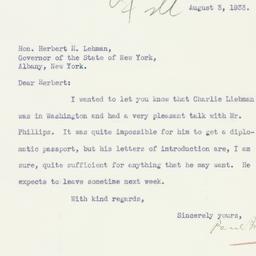 August 3, 1933.
Hon. Herbert H. Lehman,
Governor of the State of New York,
Albany, New York.
Dear Herbert:
I wanted to let you know that Charlie Liebman
was in Washington and had a very pleasant talk with Mr.
Phillips. It was quite impossible for him to get a diplo-
matic passport, but his letters of introduction are, I am
sure, quite sufficient for anything that he may want. He
expects to leave sometime next week.
With kind regards,
Sincerely yours,
Paul